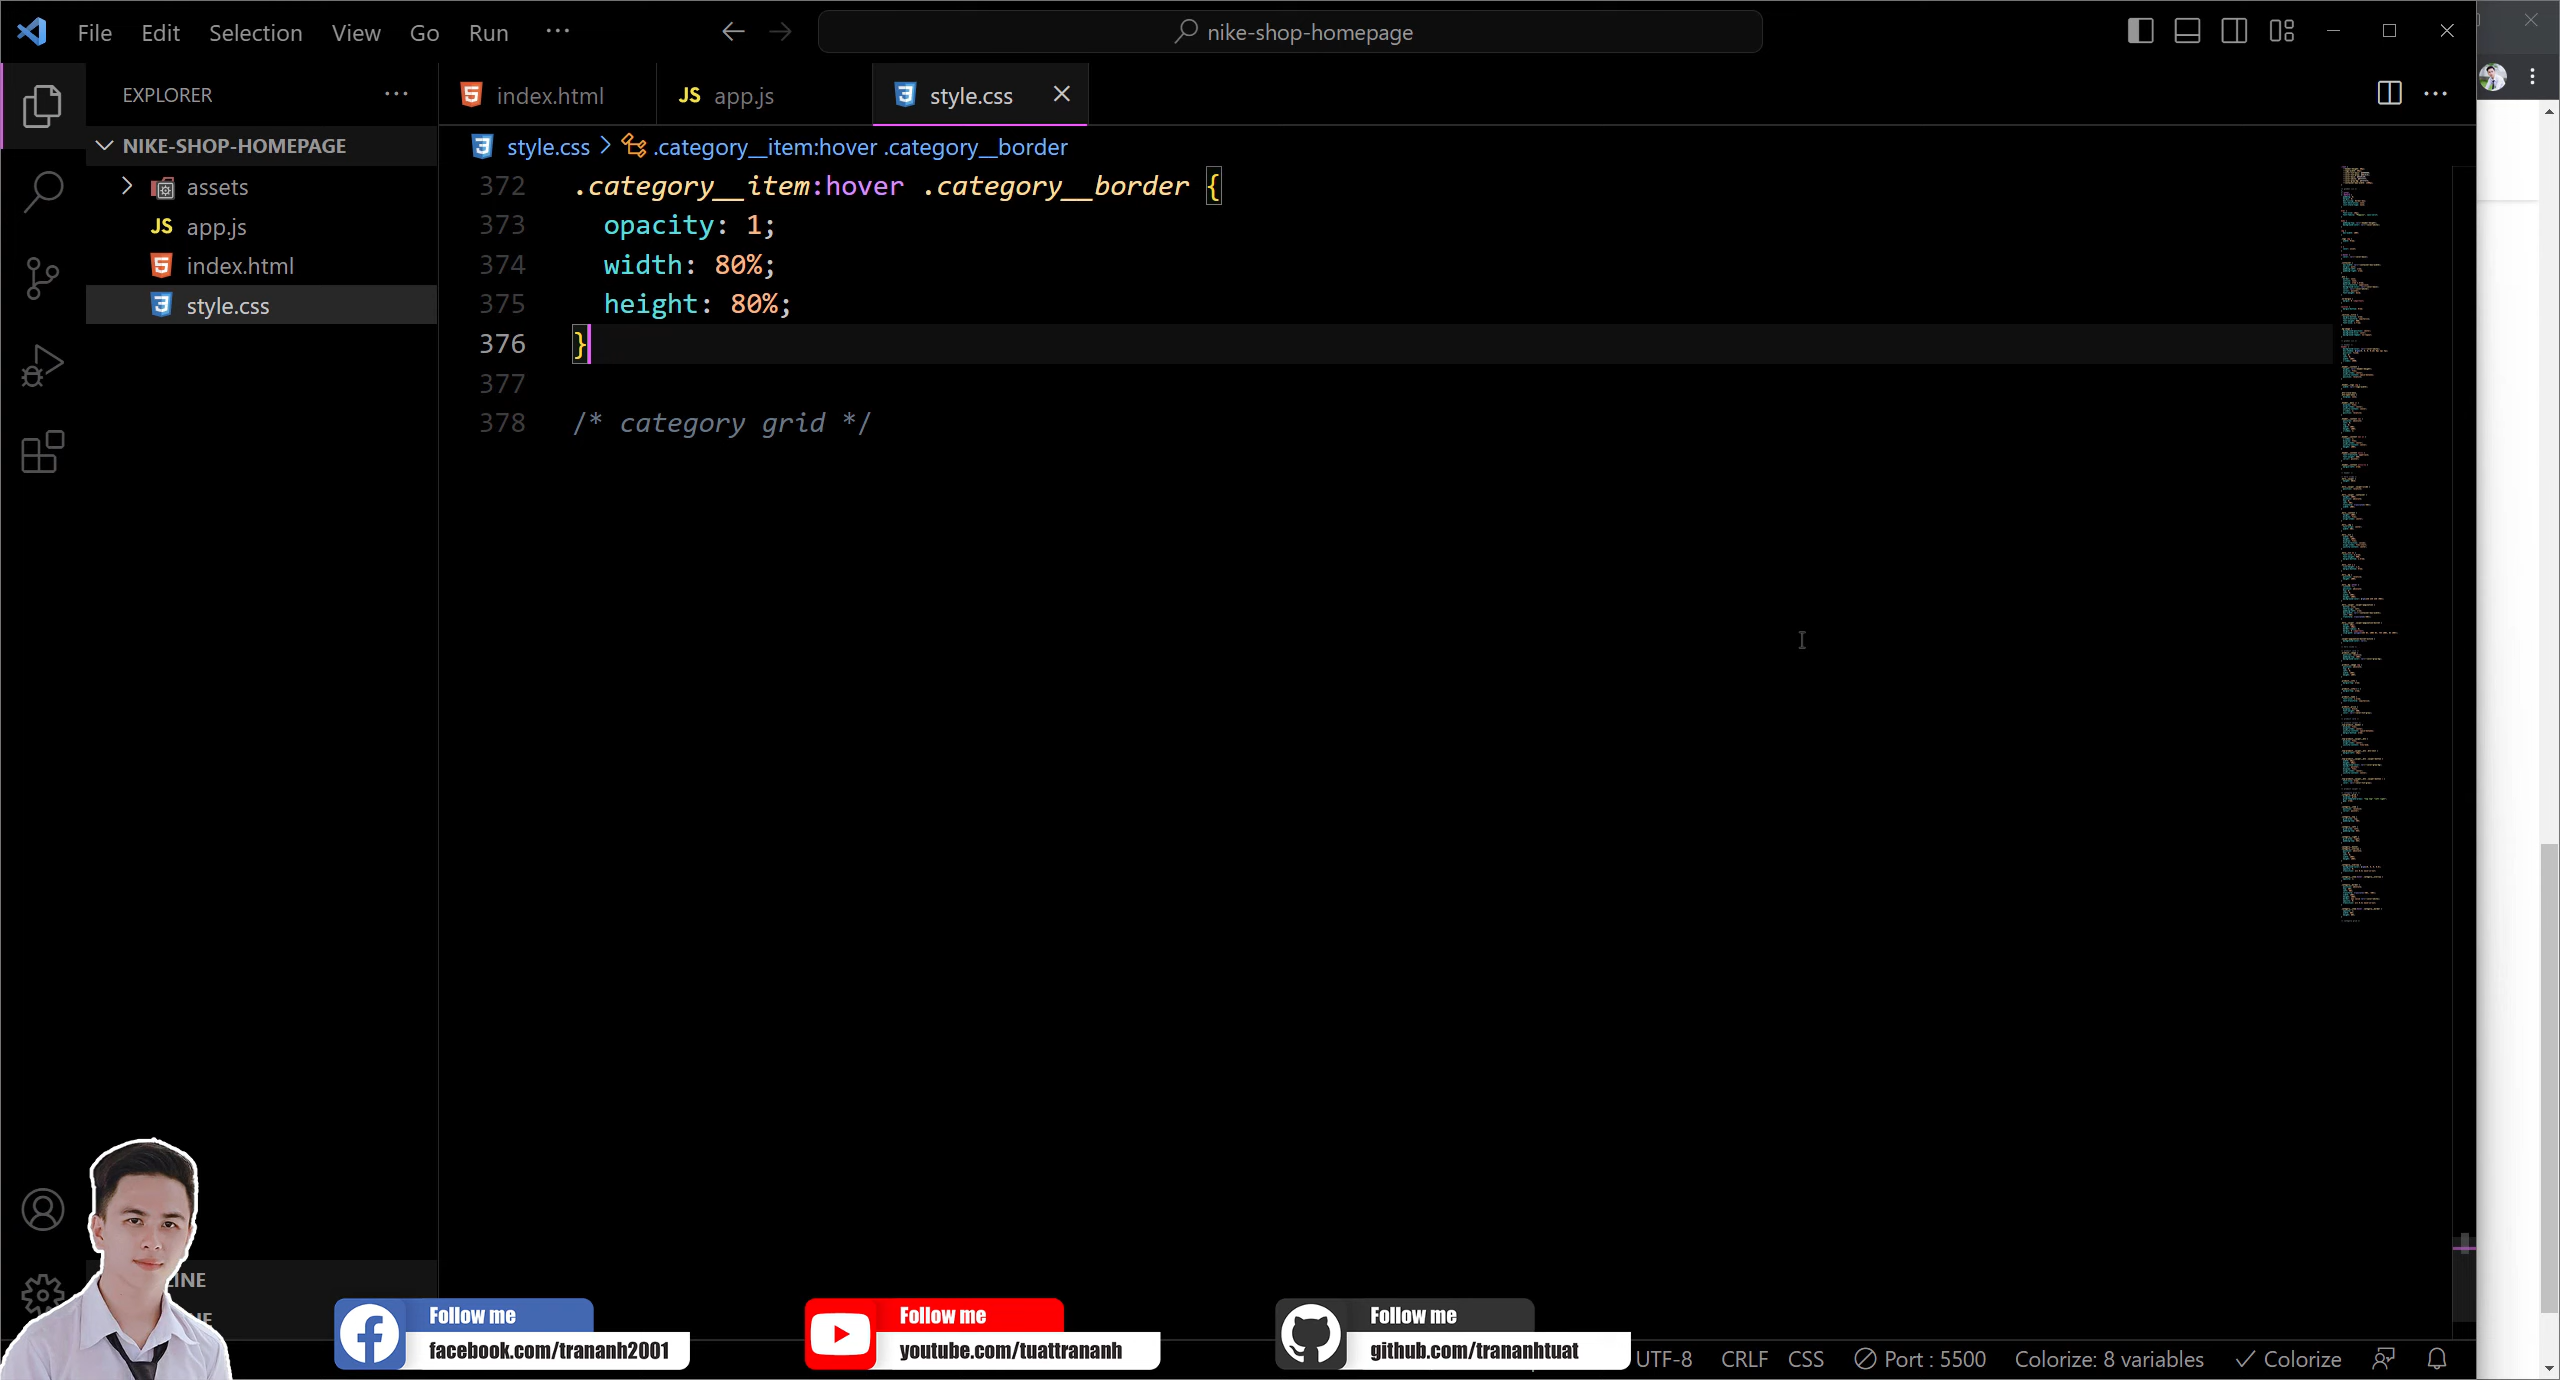 File Edit Selection View Go Run ···
nike-shop-homepage
EXPLORER
index.html
JS app.js
style.css
NIKE-SHOP-HOMEPAGE
style.css > .category__item:hover .category__border
assets
JS app.js
index.html
style.css
372 .category__item:hover .category__border {
373 opacity: 1;
374 width: 80%;
375 height: 80%;
376 }
377
378 /* category grid */
LINE
NE
Follow me
facebook.com/trananh2001
Follow me
youtube.com/tuattrananh
Follow me
github.com/trananhtuat
UTF-8 CRLF CSS Port : 5500 Colorize: 8 variables Colorize